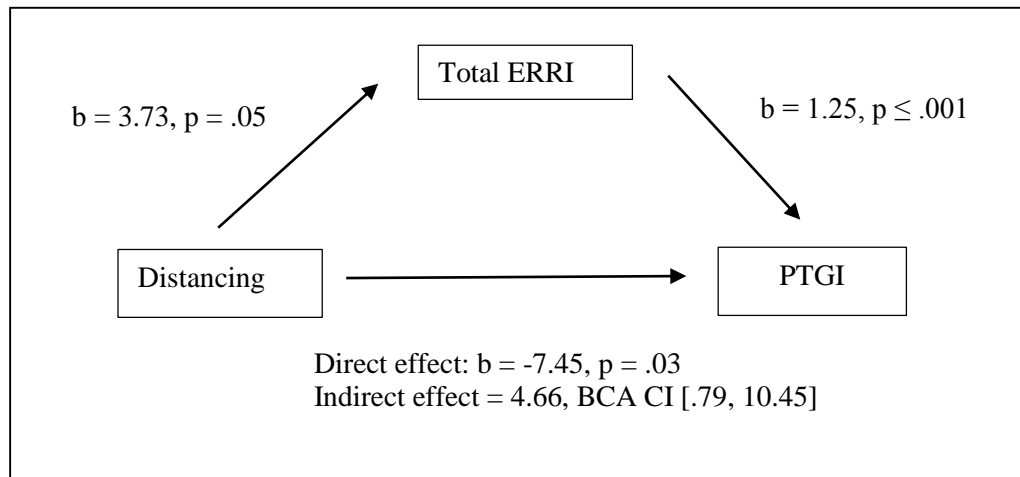 Total ERRI
b = 3.73, p = .05
b = 1.25, p ≤ .001
Distancing
PTGI
Direct effect: b = -7.45, p = .03
Indirect effect = 4.66, BCA CI [.79, 10.45]